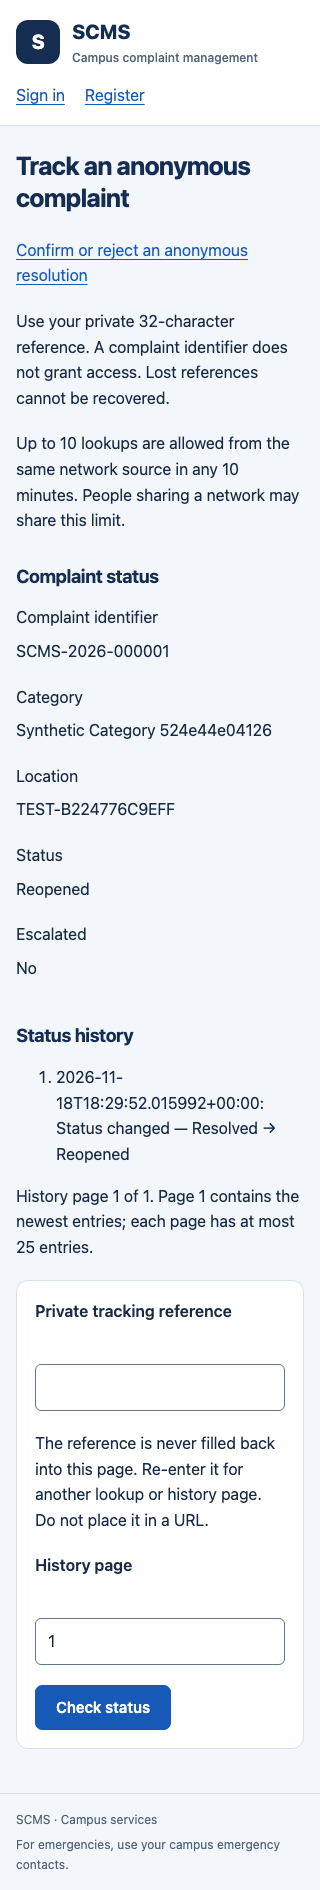 S
SCMS
Campus complaint management
Sign in Register
Track an anonymous
complaint
Confirm or reject an anonymous
resolution
Use your private 32-character
reference. A complaint identifier does
not grant access. Lost references
cannot be recovered.
Up to 10 lookups are allowed from the
same network source in any 10
minutes. People sharing a network may
share this limit.
Complaint status
Complaint identifier
SCMS-2026-000001
Category
Synthetic Category 524e44e04126
Location
TEST-B224776C9EFF
Status
Reopened
Escalated
No
Status history
1. 2026-11-
18T18:29:52.015992+00:00:
Status changed — Resolved →
Reopened
History page 1 of 1. Page 1 contains the
newest entries; each page has at most
25 entries.
Private tracking reference
The reference is never filled back
into this page. Re-enter it for
another lookup or history page.
Do not place it in a URL.
History page
1
Check status
SCMS · Campus services
For emergencies, use your campus emergency
contacts.